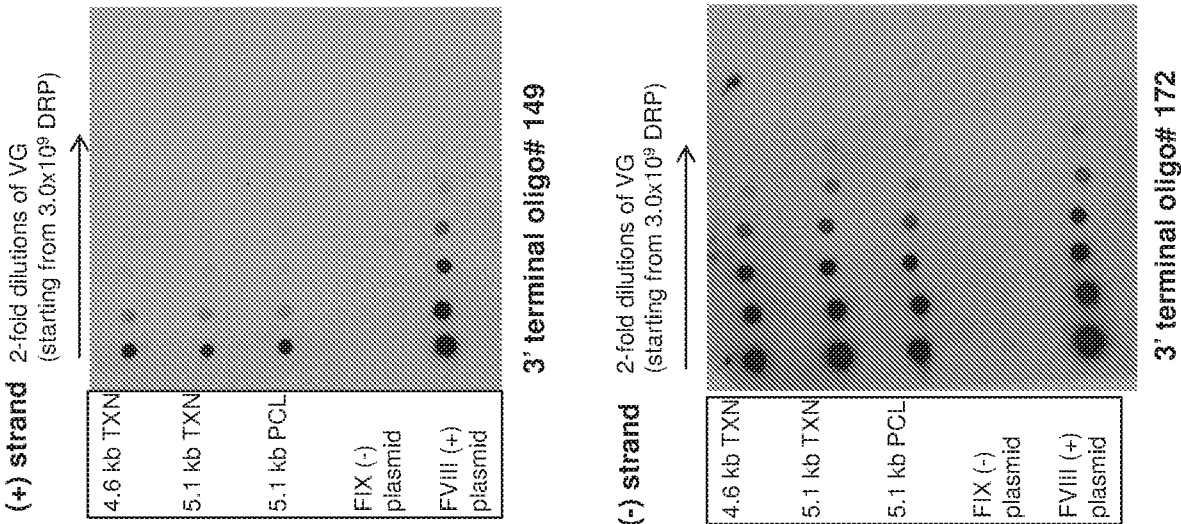 (+) strand
2-fold dilutions of VG
(starting from 3.0x10⁹ DRP)
4.6 kb TXN
5.1 kb TXN
5.1 kb PCL
FIX (-)
plasmid
FVIII (+)
plasmid
3' terminal oligo# 149
(-) strand
2-fold dilutions of VG
(starting from 3.0x10⁹ DRP)
4.6 kb TXN
5.1 kb TXN
5.1 kb PCL
FIX (-)
plasmid
FVIII (+)
plasmid
3' terminal oligo# 172